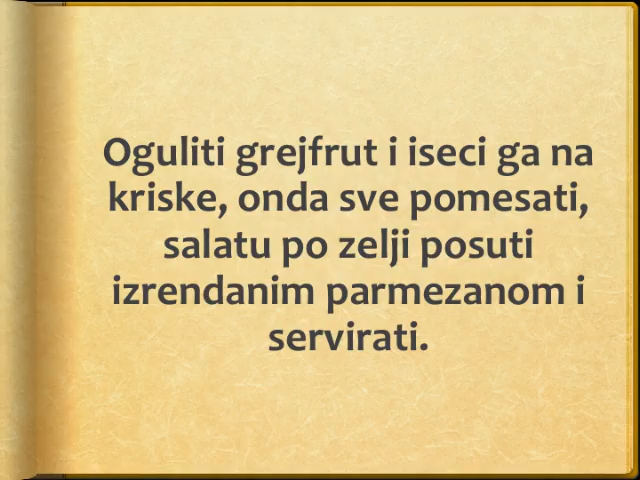 Oguliti grejfrut i iseci ga na
kriske, onda sve pomesati,
salatu po zelji posuti
izrendanim parmezanom i
servirati.